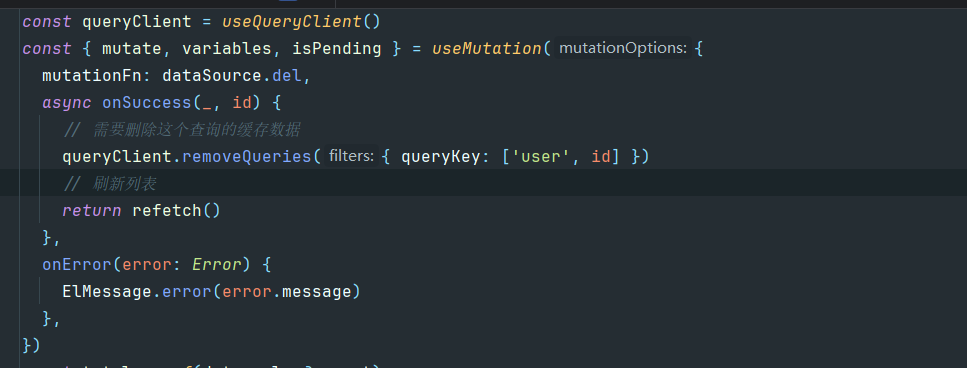 const queryClient = useQueryClient()
const { mutate, variables, isPending } = useMutation( mutationOptions: {
  mutationFn: dataSource.del,
  async onSuccess(_, id) {
    // 需要删除这个查询的缓存数据
    queryClient.removeQueries( filters: { queryKey: ['user', id] })
    // 刷新列表
    return refetch()
  },
  onError(error: Error) {
    ElMessage.error(error.message)
  },
})